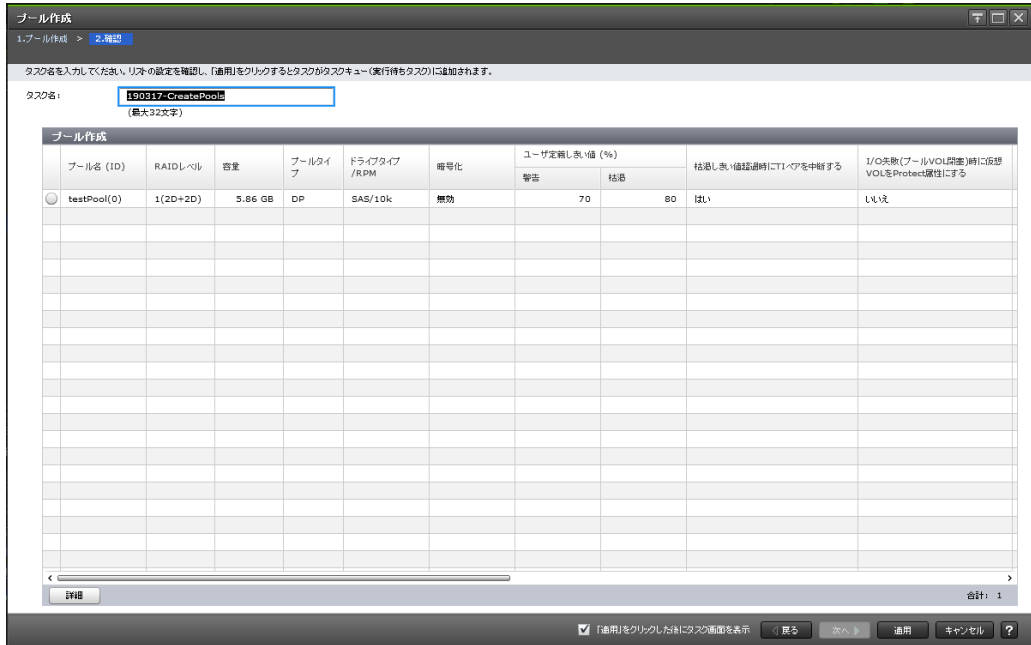 プール作成
1.プール作成 > 2.確認
タスク名を入力してください。リストの設定を確認し、「適用」をクリックするとタスクがタスクキュー(実行待ちタスク)に追加されます。
タスク名:
190317-CreatePools
(最大32文字)
プール作成
プール名 (ID)
RAIDレベル
容量
プールタイ
プ
ドライブタイプ
/RPM
暗号化
ユーザ定義しきい値 (%)
警告
枯渇
枯渇しきい値超過時にTIペアを中断する
I/O失敗(プールVOL閉塞)時に仮想
VOLをProtect属性にする
testPool(0) 1(2D+2D) 5.86 GB DP SAS/10k 無効 70 80 はい いいえ
詳細
合計: 1
「適用」をクリックした後にタスク画面を表示 戻る 次へ 適用 キャンセル ?